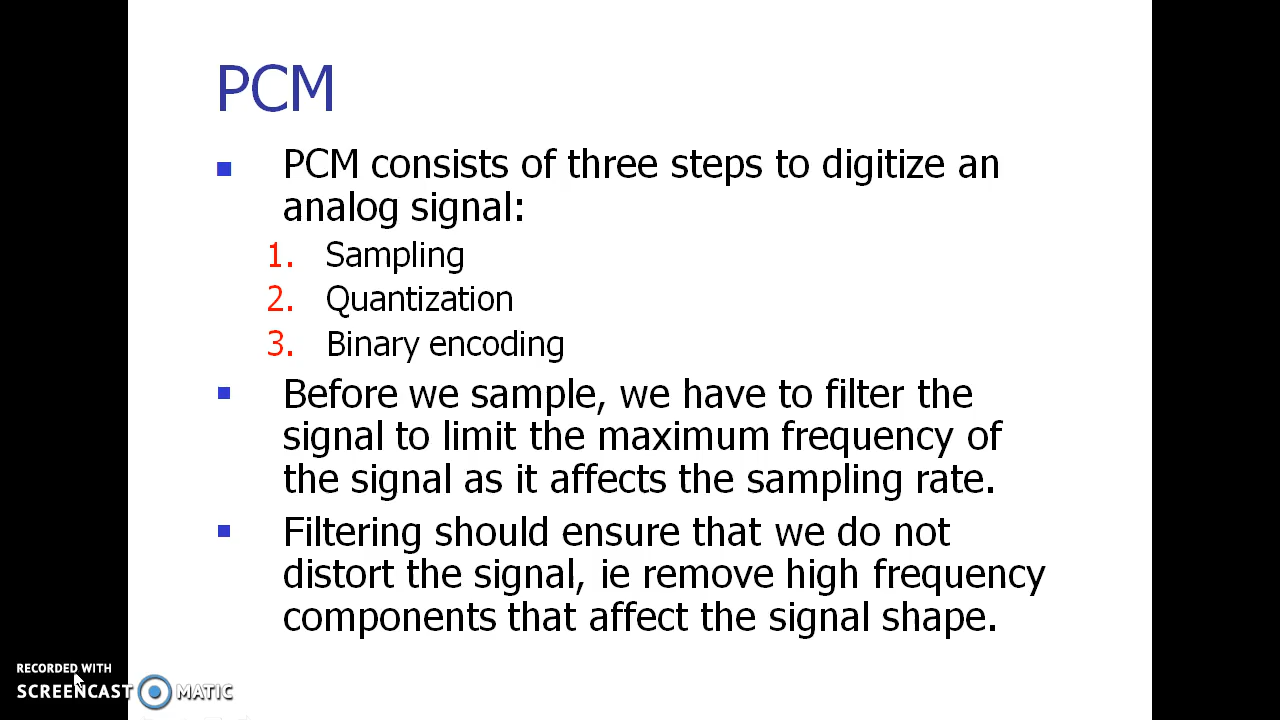 PCM
PCM consists of three steps to digitize an
analog signal:
1. Sampling
2. Quantization
3. Binary encoding
Before we sample, we have to filter the
signal to limit the maximum frequency of
the signal as it affects the sampling rate.
Filtering should ensure that we do not
distort the signal, ie remove high frequency
components that affect the signal shape.
RECORDED WITH
SCREENCAST MATIC